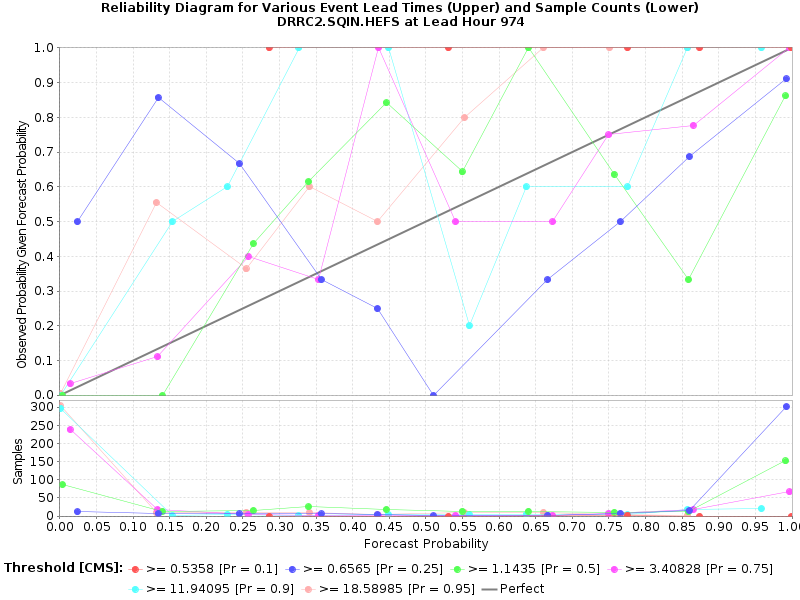 Reliability Diagram for Various Event Lead Times (Upper) and Sample Counts (Lower)
DRRC2.SQIN.HEFS at Lead Hour 974
Observed Probability Given Forecast Probability
1.0
0.9
0.8
0.7
0.6
0.5
0.4
0.3
0.2
0.1
0.0
Samples
300
250
200
150
100
50
0
0.00 0.05 0.10 0.15 0.20 0.25 0.30 0.35 0.40 0.45 0.50 0.55 0.60 0.65 0.70 0.75 0.80 0.85 0.90 0.95 1.0
Forecast Probability
Threshold [CMS]: >= 0.5358 [Pr = 0.1] >= 0.6565 [Pr = 0.25] >= 1.1435 [Pr = 0.5] >= 3.40828 [Pr = 0.75]
>= 11.94095 [Pr = 0.9] >= 18.58985 [Pr = 0.95] Perfect